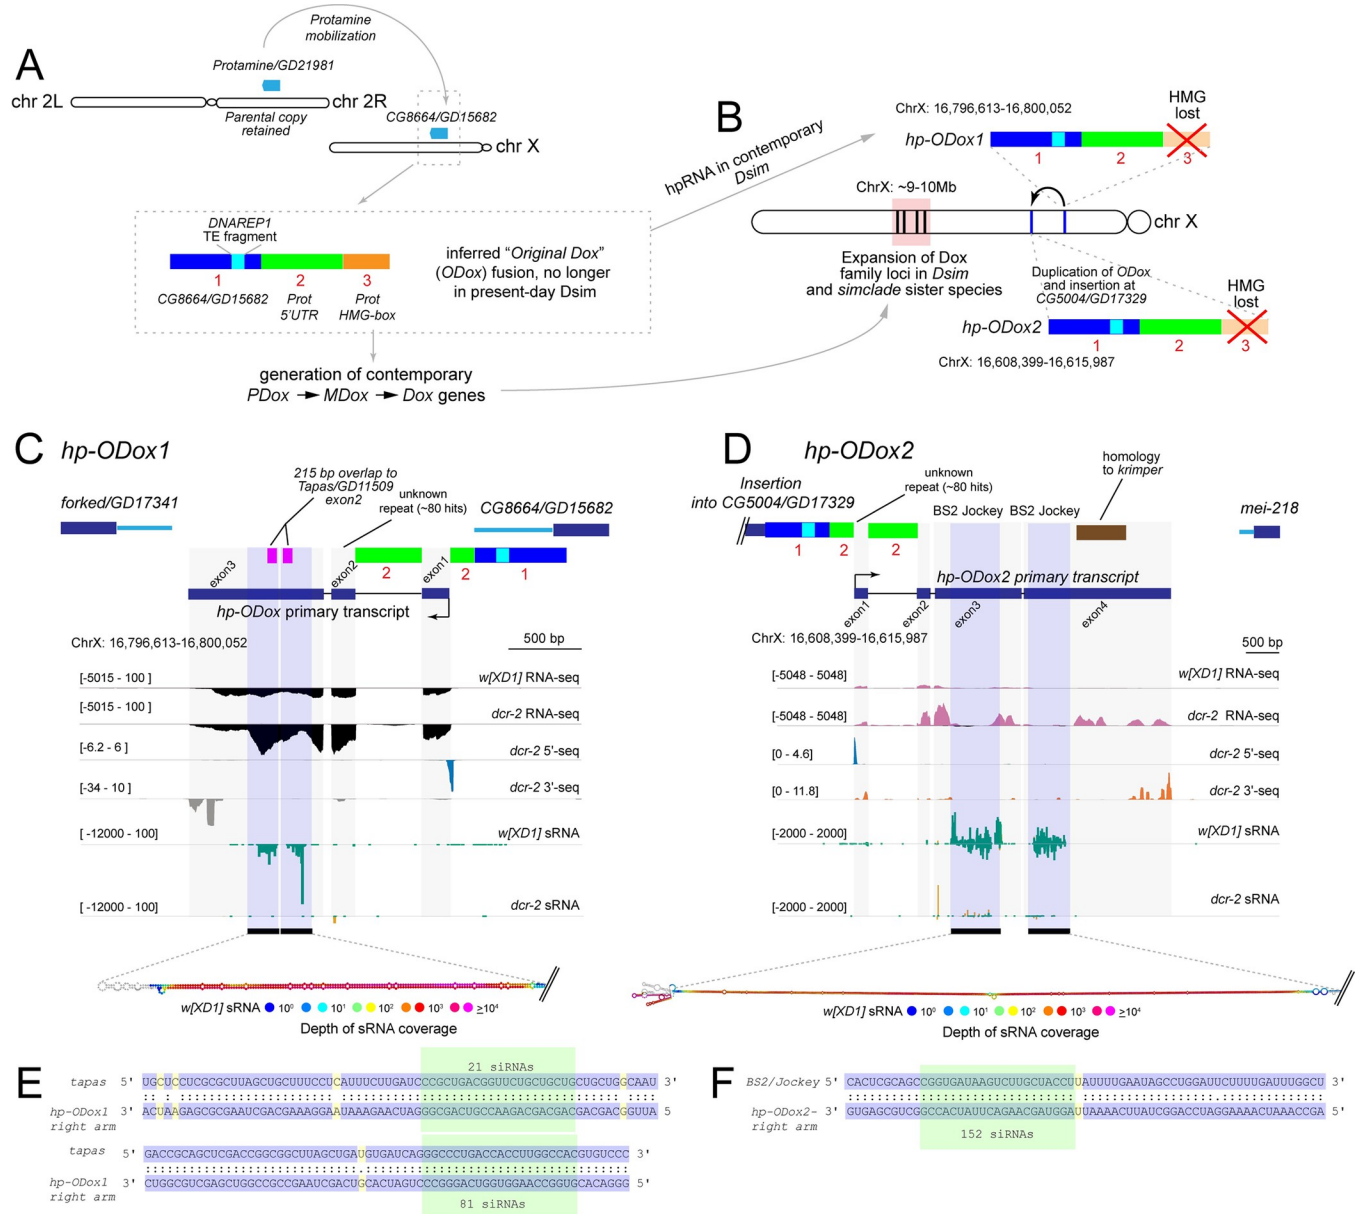 A
Protamine
mobilization
Protamine/GD21981
chr 2L
chr 2R
Parental copy
retained
CG8664/GD15682
chr X
DNAREP1
TE fragment
1
2
3
CG8664/GD15682
Prot
5'UTR
Prot
HMG-box
inferred “Original Dox”
(ODox) fusion, no longer
in present-day Dsim
generation of contemporary
PDox → MDox → Dox genes
hpRNA in contemporary
Dsim
B
ChrX: 16,796,613-16,800,052
HMG
lost
hp-ODox1
1
2
3
ChrX: ~9-10Mb
chr X
Expansion of Dox
family loci in Dsim
and simclade sister species
Duplication of ODox
and insertion at
CG5004/GD17329
HMG
lost
hp-ODox2
1
2
3
ChrX: 16,608,399-16,615,987
C
hp-ODox1
215 bp overlap to
Tapas/GD11509
exon2
unknown
repeat (~80 hits)
forked/GD17341
CG8664/GD15682
exon3
exon2
2
exon1
2
1
hp-ODox primary transcript
ChrX: 16,796,613-16,800,052
500 bp
[-5015 - 100 ]
w[XD1] RNA-seq
[-5015 - 100 ]
dcr-2 RNA-seq
[-6.2 - 6 ]
dcr-2 5'-seq
[-34 - 10 ]
dcr-2 3'-seq
[ -12000 - 100]
w[XD1] sRNA
[ -12000 - 100]
dcr-2 sRNA
w[XD1] sRNA 10⁰ 10¹ 10² 10³ ≥10⁴
Depth of sRNA coverage
D
hp-ODox2
homology
to krimper
unknown
repeat (~80 hits)
Insertion
into CG5004/GD17329
BS2 Jockey
BS2 Jockey
mei-218
1
2
2
hp-ODox2 primary transcript
exon1
exon2
exon3
exon4
ChrX: 16,608,399-16,615,987
500 bp
[-5048 - 5048]
w[XD1] RNA-seq
[-5048 - 5048]
dcr-2 RNA-seq
[0 - 4.6]
dcr-2 5'-seq
[0 - 11.8]
dcr-2 3'-seq
[-2000 - 2000]
w[XD1] sRNA
[-2000 - 2000]
dcr-2 sRNA
w[XD1] sRNA 10⁰ 10¹ 10² 10³ ≥10⁴
Depth of sRNA coverage
E
21 siRNAs
tapas 5' UGCUCCUCGCGCUUAGCUGCUUUCCUCAUUUCUUGAUCCCGCUGACGGUUCUGCUGCUGCUGCUGGCAAU 3'
hp-ODox1 3' ACUAAGAGCGCGAAUCGACGAAAGGAAUAAAGAACUAGGGCGACUGCCAAGACGACGACGACGACGGUUA 5'
right arm
tapas 5' GACCGCAGCUCGACCGGCGGCUUAGCUGAUGUGAUCAGGGCCCUGACCACCUUGGCCACGUGUCCC 3'
hp-ODox1 3' CUGGCGUCGAGCUGGCCGCCGAAUCGACUGCACUAGUCCCGGGACUGGUGGAACCGGUGCACAGGG 5'
right arm
81 siRNAs
F
BS2/Jockey 5' CACUCGCAGCCGGUGAUAAGUCUUGCUACCUUAUUUUGAAUAGCCUGGAUUCUUUUGAUUUGGCU 3'
hp-ODox2- 3' GUGAGCGUCGGCCACUAUUCAGAACGAUGGAUUAAAACUUAUCGGACCUAGGAAAACUAAACCGA 5'
right arm
152 siRNAs